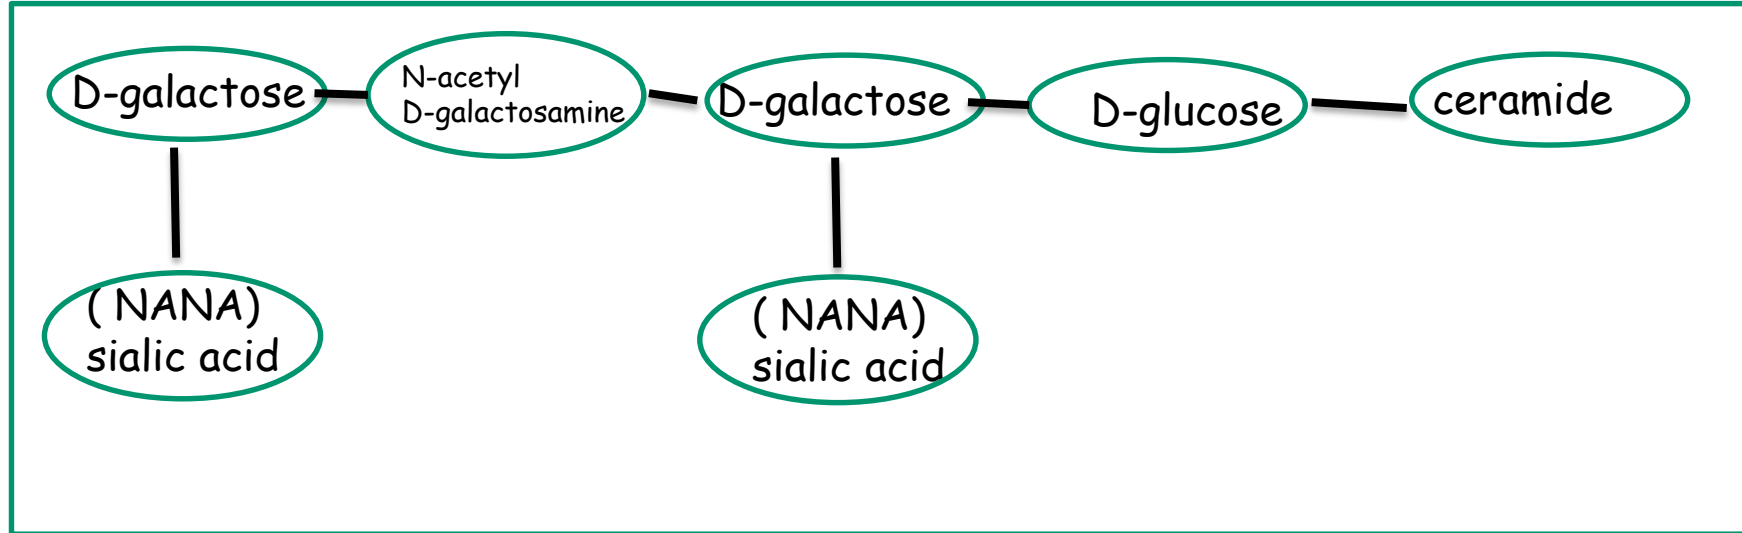 D-galactose
N-acetyl
D-galactosamine
D-galactose
D-glucose
ceramide
( NANA)
sialic acid
( NANA)
sialic acid